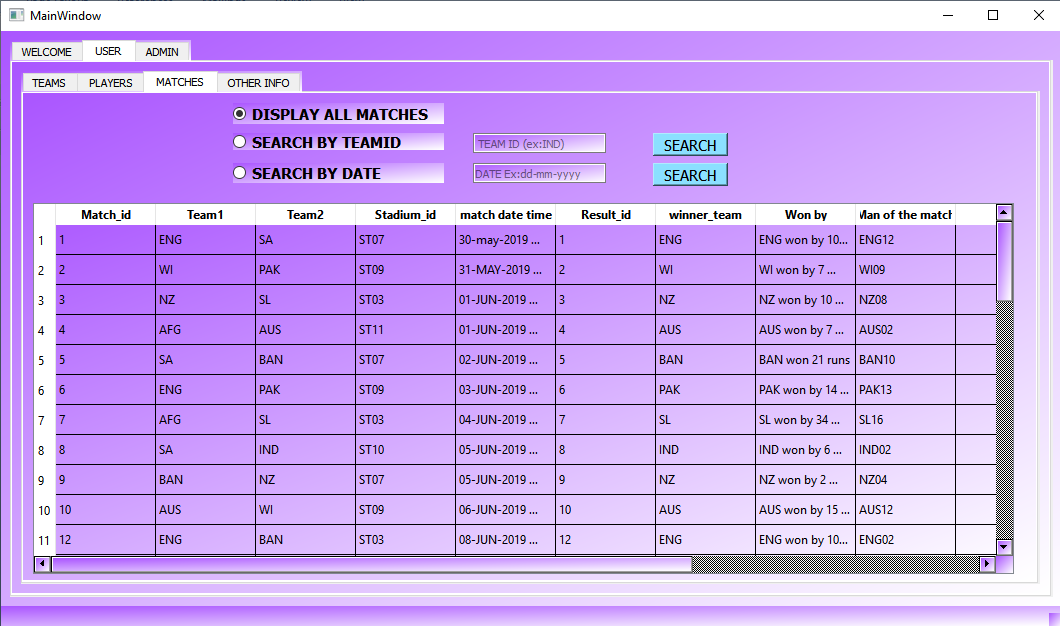 MainWindow
WELCOME USER ADMIN
TEAMS PLAYERS MATCHES OTHER INFO
DISPLAY ALL MATCHES
SEARCH BY TEAMID TEAM ID (ex:IND) SEARCH
SEARCH BY DATE DATE Ex:dd-mm-yyyy SEARCH
Match_id Team1 Team2 Stadium_id match date time Result_id winner_team Won by Man of the match
1 1 ENG SA ST07 30-may-2019 ... 1 ENG ENG won by 10... ENG12
2 2 WI PAK ST09 31-MAY-2019 ... 2 WI WI won by 7 ... WI09
3 3 NZ SL ST03 01-JUN-2019 ... 3 NZ NZ won by 10 ... NZ08
4 4 AFG AUS ST11 01-JUN-2019 ... 4 AUS AUS won by 7 ... AUS02
5 5 SA BAN ST07 02-JUN-2019 ... 5 BAN BAN won 21 runs BAN10
6 6 ENG PAK ST09 03-JUN-2019 ... 6 PAK PAK won by 14 ... PAK13
7 7 AFG SL ST03 04-JUN-2019 ... 7 SL SL won by 34 ... SL16
8 8 SA IND ST10 05-JUN-2019 ... 8 IND IND won by 6 ... IND02
9 9 BAN NZ ST07 05-JUN-2019 ... 9 NZ NZ won by 2 ... NZ04
10 10 AUS WI ST09 06-JUN-2019 ... 10 AUS AUS won by 15 ... AUS12
11 12 ENG BAN ST03 08-JUN-2019 ... 12 ENG ENG won by 10... ENG02